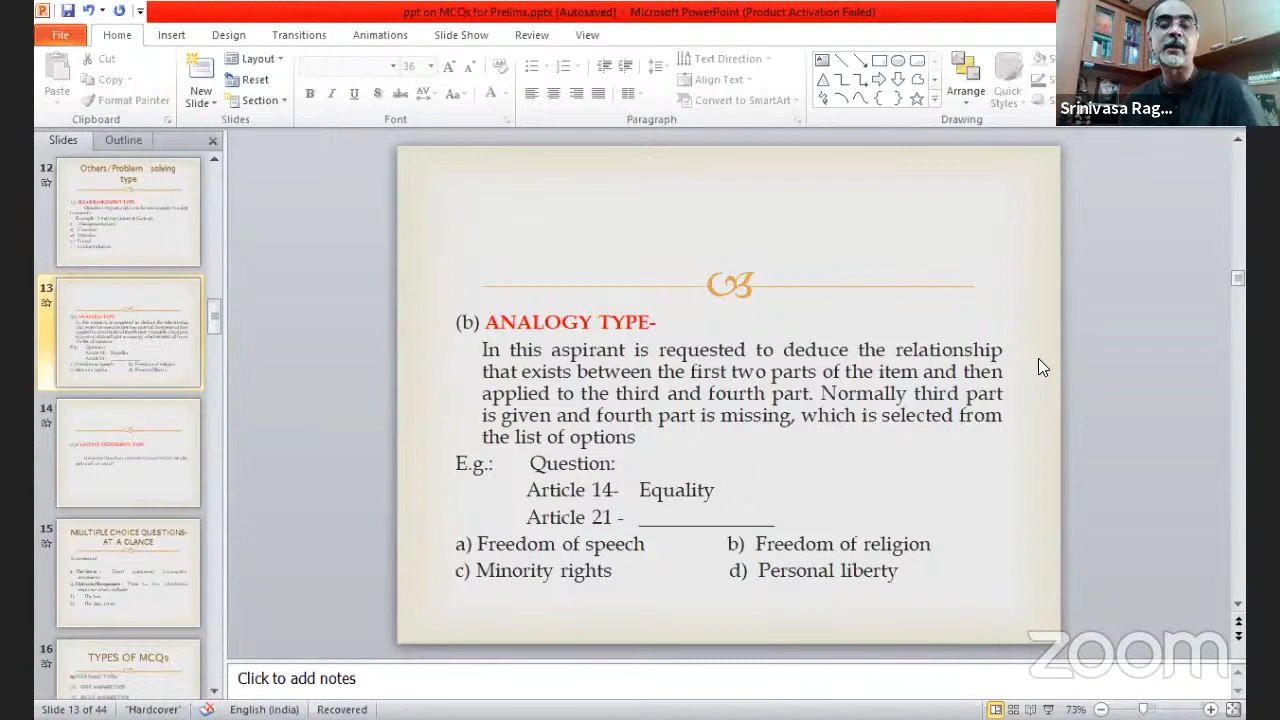 ppt on MCQs for Prelims.pptx [Autosaved] - Microsoft PowerPoint (Product Activation Failed)
File Home Insert Design Transitions Animations Slide Show Review View
Cut
Copy
Format Painter
Paste
Clipboard
New
Slide
Layout
Reset
Section
Slides
36
B I U S abc AV Aa A
Font
Text Direction
Align Text
Convert to SmartArt
Paragraph
Arrange
Quick
Styles
Drawing
Srinivasa Rag...
Slides Outline
12
Others/Problem solving
type
13
14
15
MULTIPLE CHOICE QUESTIONS-
AT A GLANCE
16
TYPES OF MCQs
(b) ANALOGY TYPE-
In this aspirant is requested to deduce the relationship
that exists between the first two parts of the item and then
applied to the third and fourth part. Normally third part
is given and fourth part is missing, which is selected from
the list of options
E.g.: Question:
Article 14- Equality
Article 21 - _____________
a) Freedom of speech b) Freedom of religion
c) Minority rights d) Personal liberty
zoom
Click to add notes
Slide 13 of 44 "Hardcover" English (India) Recovered 73%